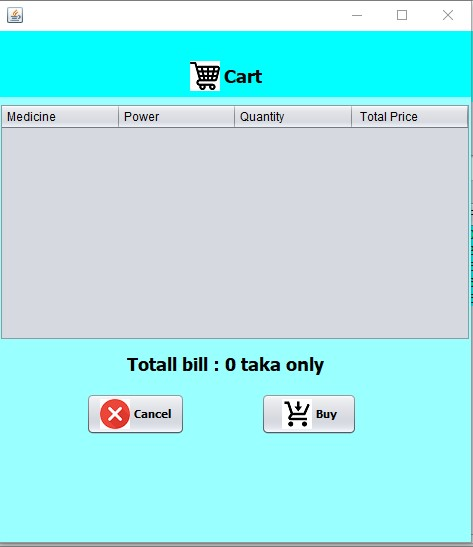 Cart
Medicine Power Quantity Total Price
Totall bill : 0 taka only
Cancel Buy